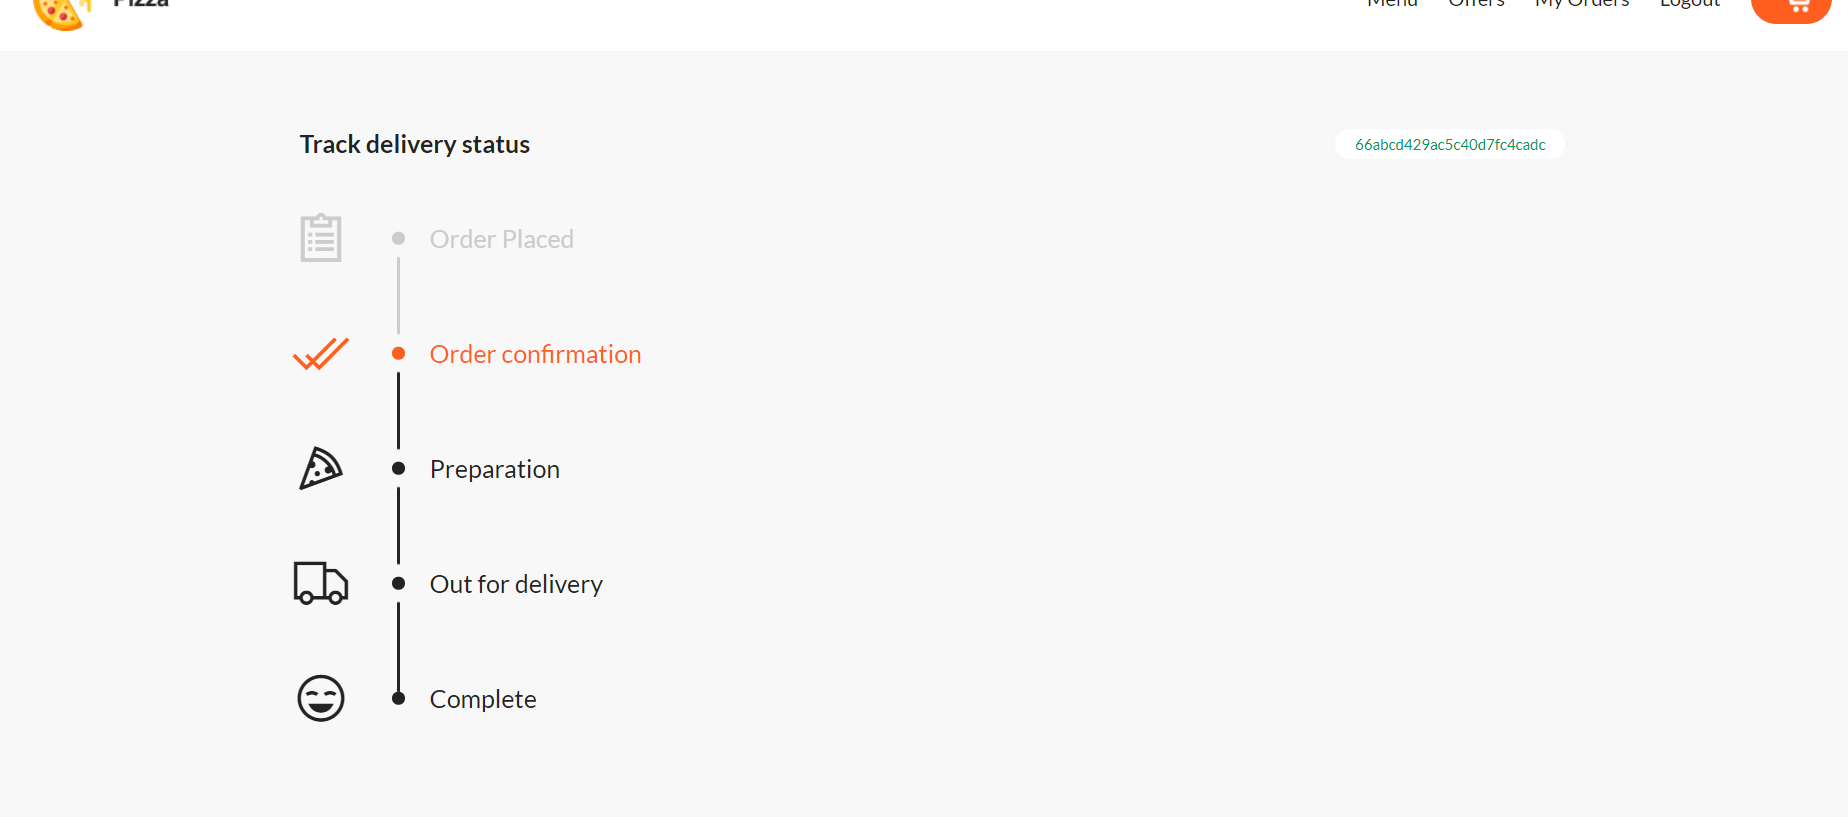 Pizza
Menu Offers My Orders Logout
Track delivery status
66abcd429ac5c40d7fc4cadc
Order Placed
Order confirmation
Preparation
Out for delivery
Complete